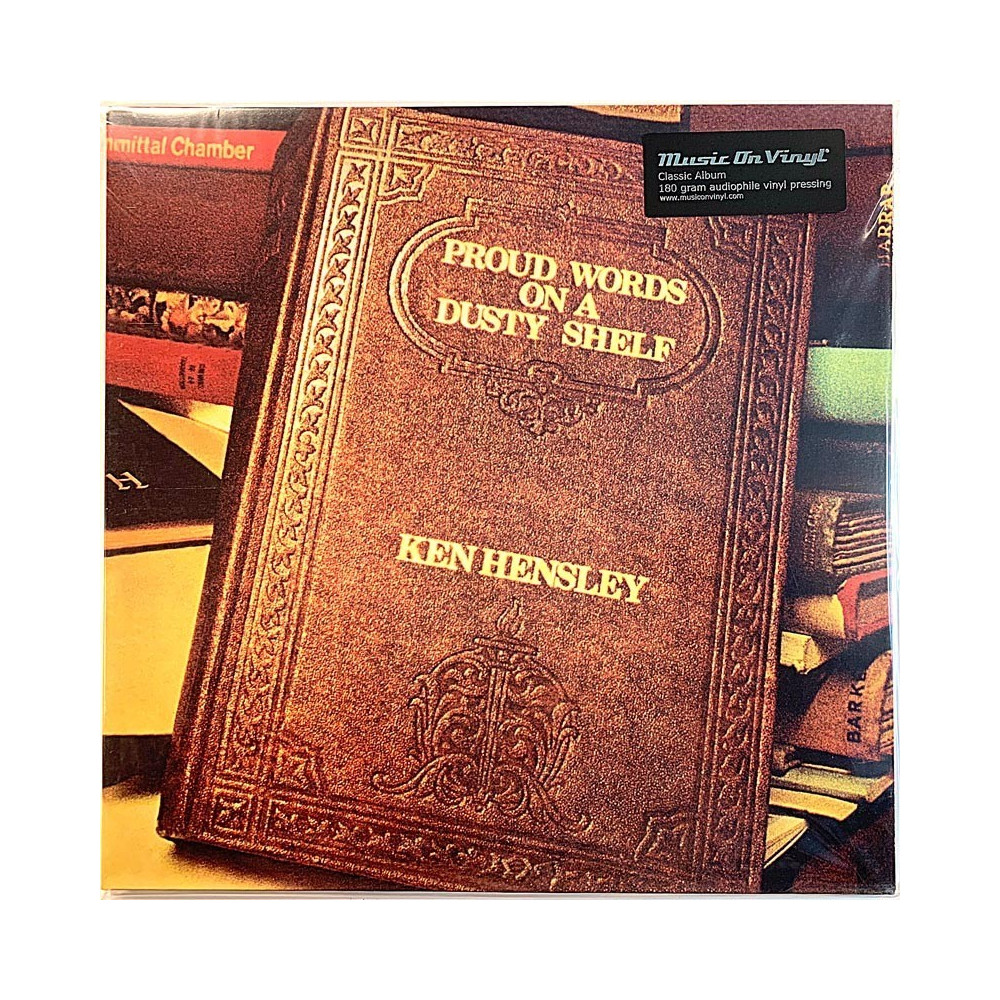 mmittal Chamber
Music On Vinyl
Classic Album
180 gram audiophile vinyl pressing
www.musiconvinyl.com
PROUD WORDS
ON A
DUSTY SHELF
KEN HENSLEY
H
BARKE